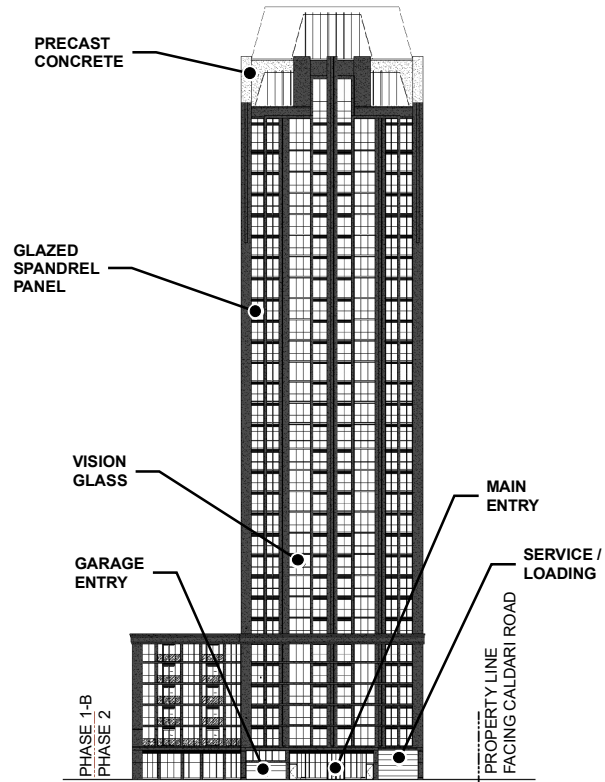 PRECAST
CONCRETE
GLAZED
SPANDREL
PANEL
VISION
GLASS
MAIN
ENTRY
GARAGE
ENTRY
SERVICE /
LOADING
PHASE 1-B
PHASE 2
PROPERTY LINE
FACING CALDARI ROAD